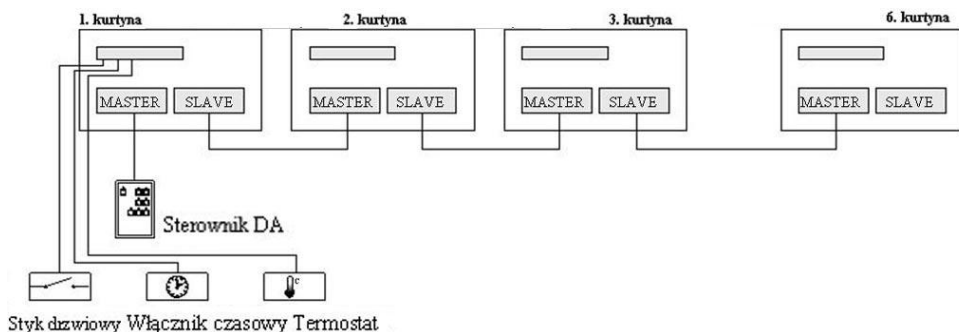 1. kurtyna 2. kurtyna 3. kurtyna 6. kurtyna
MASTER SLAVE MASTER SLAVE MASTER SLAVE MASTER SLAVE
Sterownik DA
°C
Styk drzwiowy Włącznik czasowy Termostat